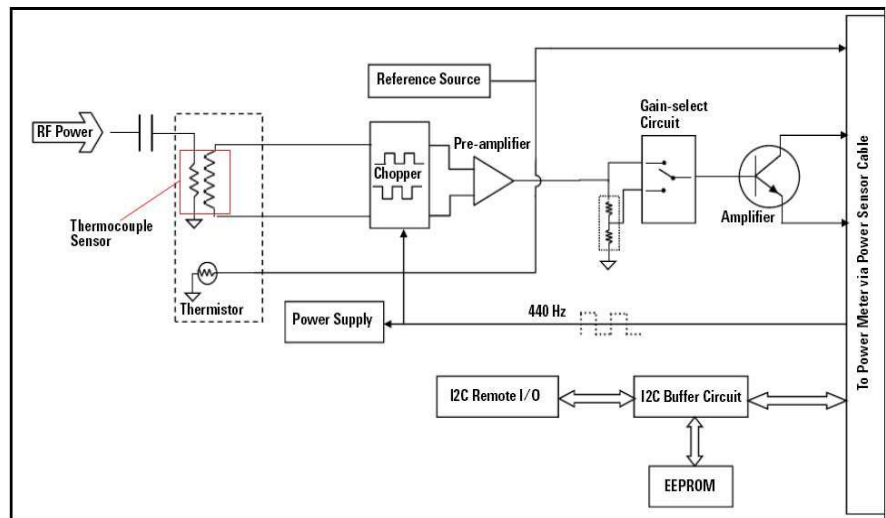 Reference Source
Gain-select
Circuit
RF Power
Pre-amplifier
Chopper
Thermocouple
Sensor
Amplifier
Thermistor
Power Supply
440 Hz
I2C Remote I/O
I2C Buffer Circuit
EEPROM
To Power Meter via Power Sensor Cable